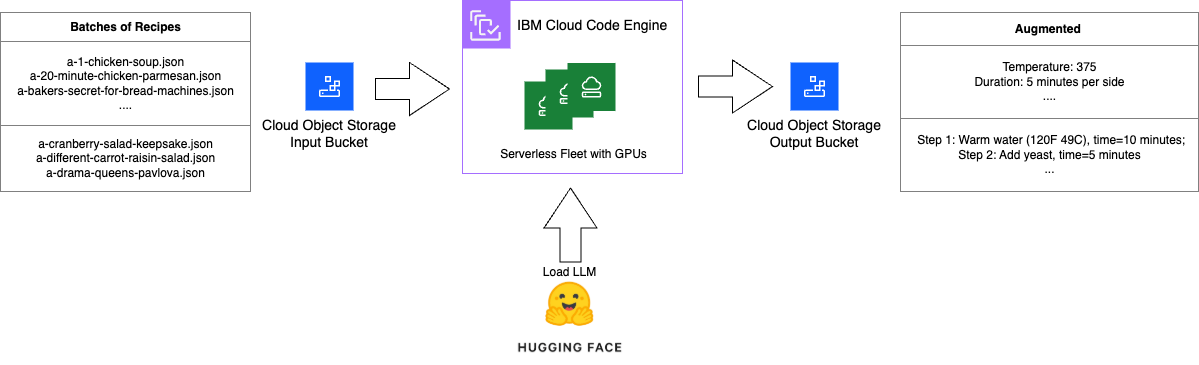 Batches of Recipes
a-1-chicken-soup.json
a-20-minute-chicken-parmesan.json
a-bakers-secret-for-bread-machines.json
....
a-cranberry-salad-keepsake.json
a-different-carrot-raisin-salad.json
a-drama-queens-pavlova.json
Cloud Object Storage
Input Bucket
IBM Cloud Code Engine
Serverless Fleet with GPUs
Load LLM
HUGGING FACE
Cloud Object Storage
Output Bucket
Augmented
Temperature: 375
Duration: 5 minutes per side
....
Step 1: Warm water (120F 49C), time=10 minutes;
Step 2: Add yeast, time=5 minutes
...